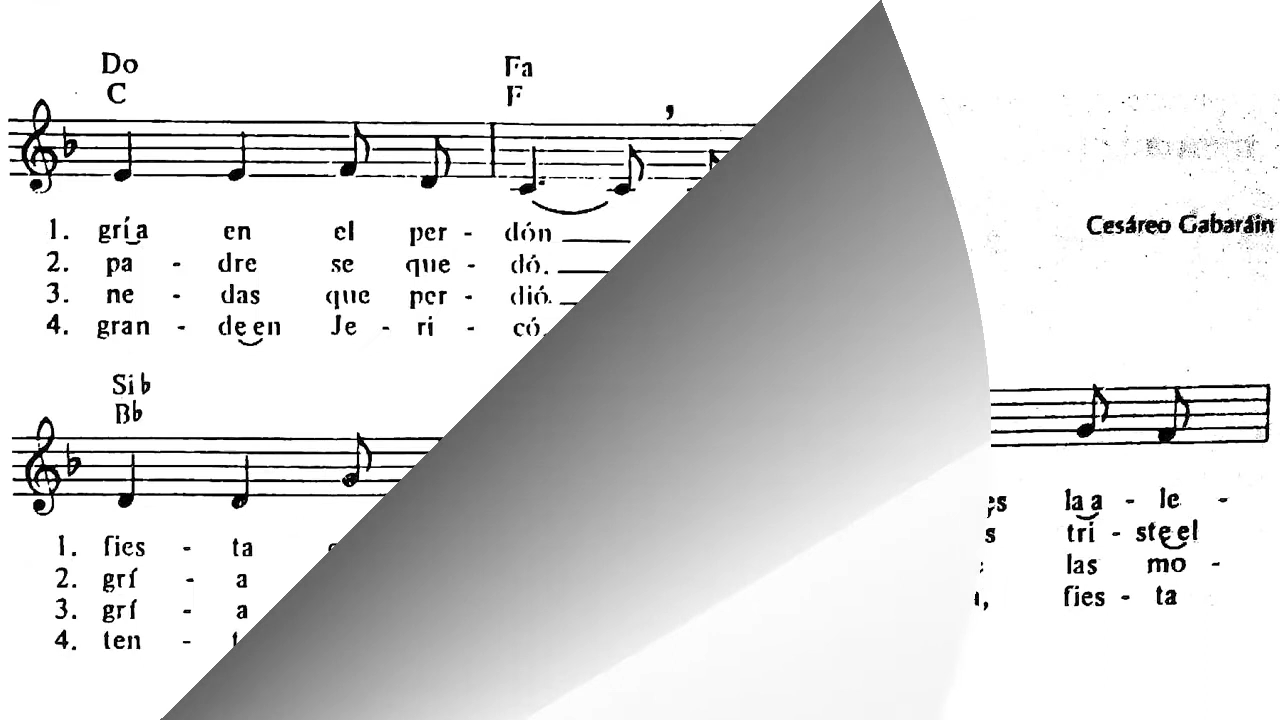 Do Fa
C F
1. gría en el per - dón
2. pa - dre se que - dó.
3. ne - das que per - dió.
4. gran - de en Je - ri - có.
Cesáreo Gabaráin
Si b
Bb
1. fies - ta
2. grí - a
3. grí - a
4. ten -
es la a - le -
tri - ste el
las mo -
fies - ta